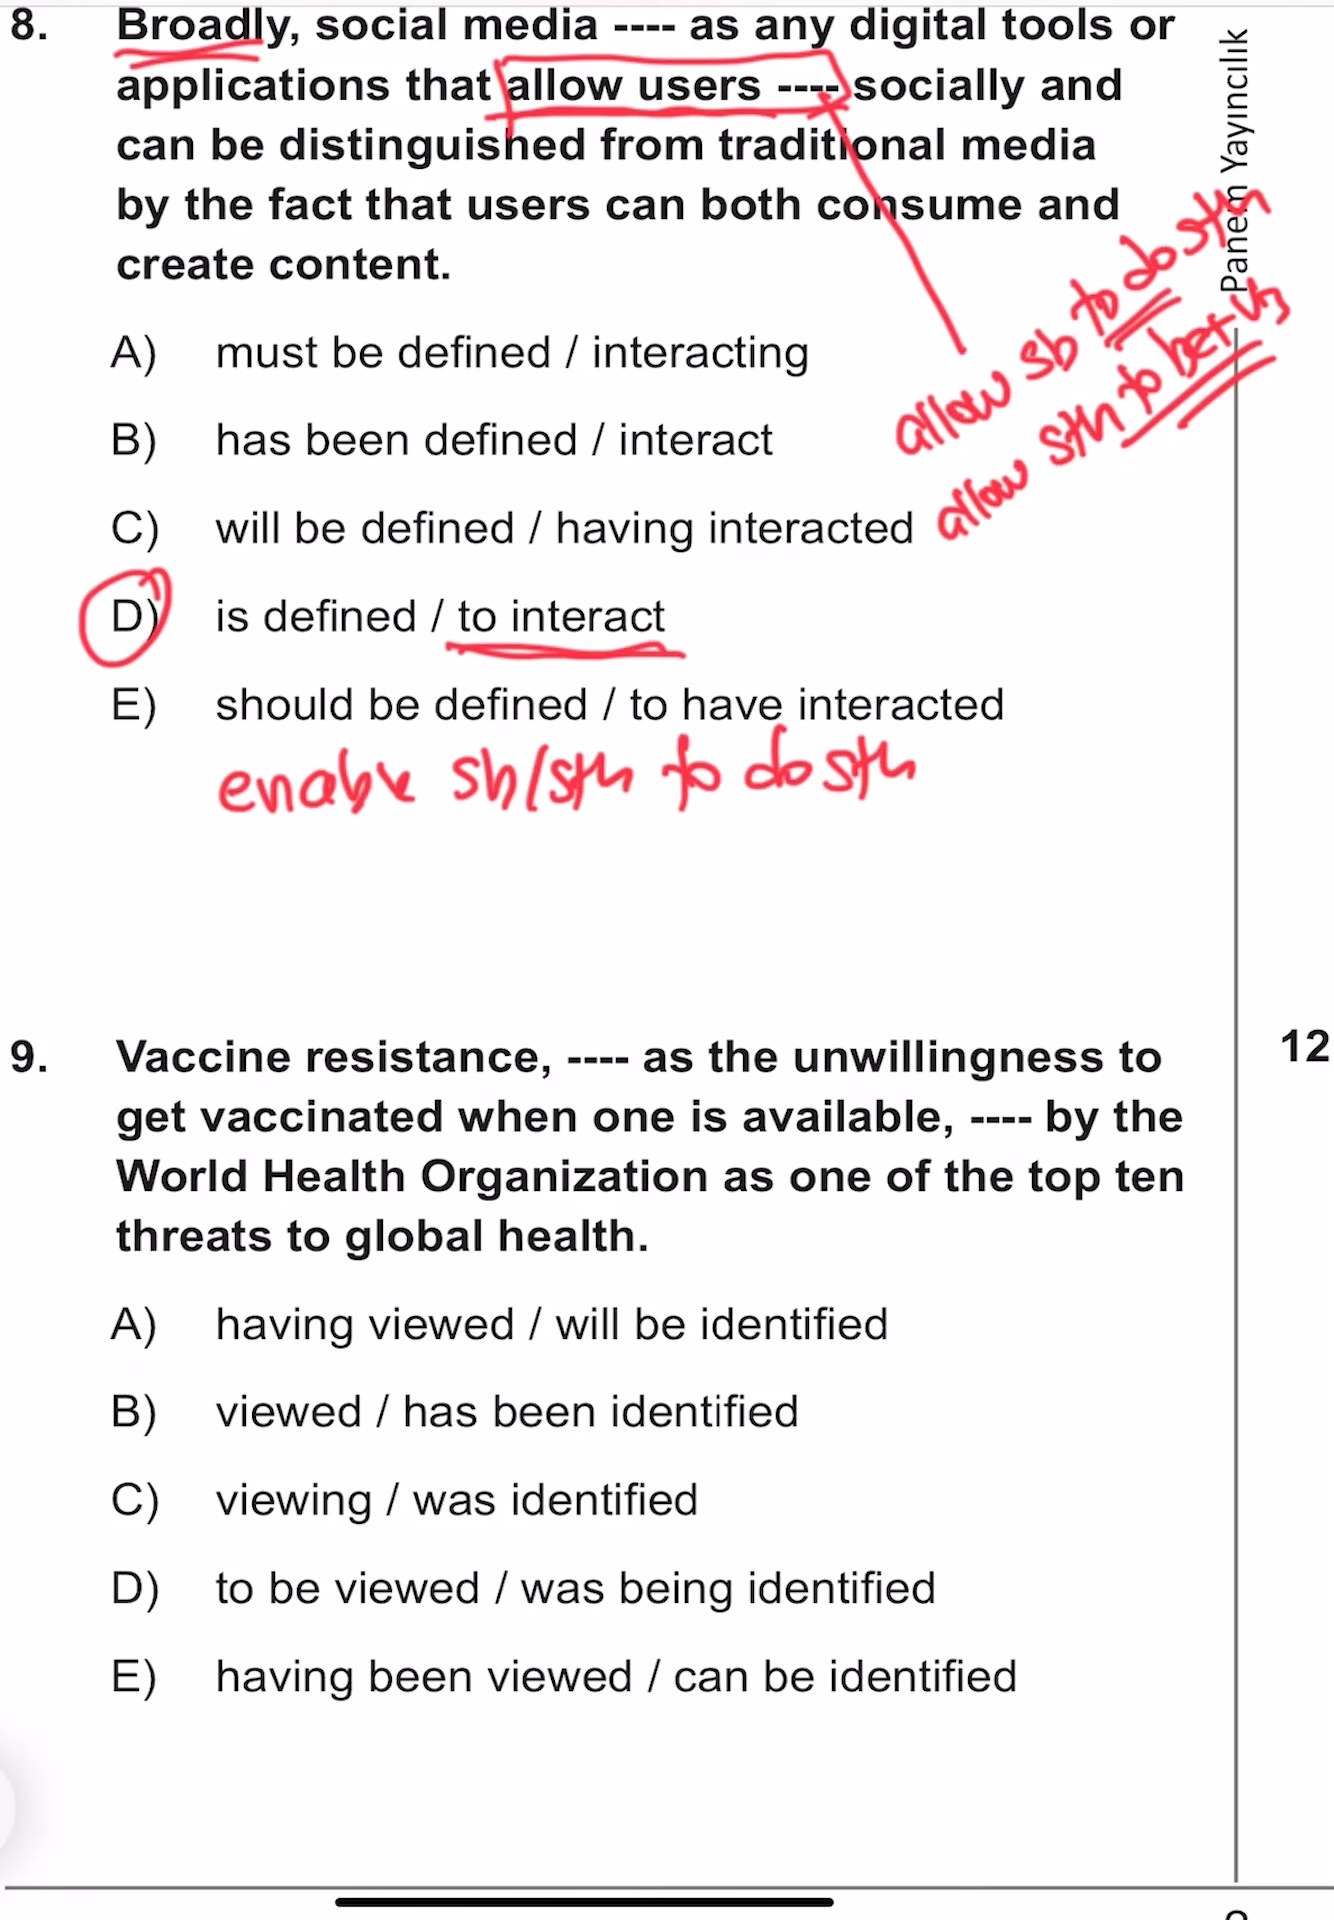 8. Broadly, social media ---- as any digital tools or
applications that allow users ---- socially and
can be distinguished from traditional media
by the fact that users can both consume and
create content.
A) must be defined / interacting
B) has been defined / interact
C) will be defined / having interacted
D) is defined / to interact
E) should be defined / to have interacted
allow sb to do sth
allow sth to be
enable sb/sth to do sth
Panem Yayıncılık
9. Vaccine resistance, ---- as the unwillingness to
get vaccinated when one is available, ---- by the
World Health Organization as one of the top ten
threats to global health.
A) having viewed / will be identified
B) viewed / has been identified
C) viewing / was identified
D) to be viewed / was being identified
E) having been viewed / can be identified
12